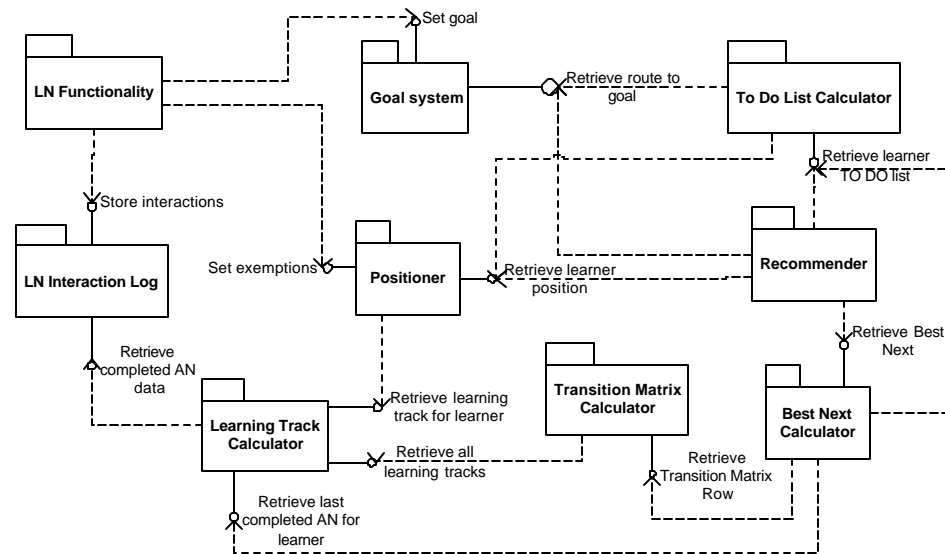 Set goal
LN Functionality
Goal system
Retrieve route to
goal
To Do List Calculator
Retrieve learner
TO DO list
Store interactions
LN Interaction Log
Set exemptions
Positioner
Retrieve learner
position
Recommender
Retrieve
completed AN
data
Retrieve Best
Next
Learning Track
Calculator
Retrieve learning
track for learner
Transition Matrix
Calculator
Best Next
Calculator
Retrieve all
learning tracks
Retrieve
Transition Matrix
Row
Retrieve last
completed AN for
learner